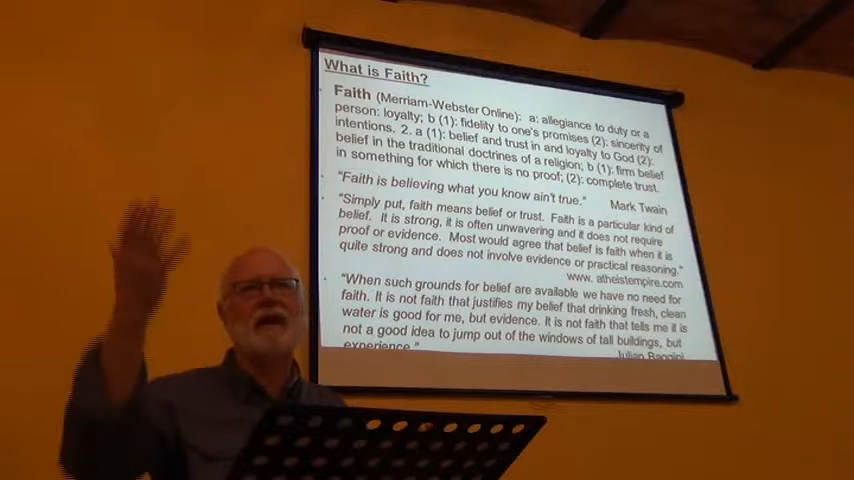 What is Faith?
Faith (Merriam-Webster Online): a: allegiance to duty or a
person: loyalty; b (1): fidelity to one's promises (2): sincerity of
intentions. 2. a (1): belief and trust in and loyalty to God (2):
belief in the traditional doctrines of a religion; b (1): firm belief
in something for which there is no proof; (2): complete trust.
"Faith is believing what you know ain't true." Mark Twain
"Simply put, faith means belief or trust. Faith is a particular kind of
belief. It is strong, it is often unwavering and it does not require
proof or evidence. Most would agree that belief is faith when it is
quite strong and does not involve evidence or practical reasoning."
www. atheistempire.com
"When such grounds for belief are available we have no need for
faith. It is not faith that justifies my belief that drinking fresh, clean
water is good for me, but evidence. It is not faith that tells me it is
not a good idea to jump out of the windows of tall buildings, but
experience." Julian Baggini